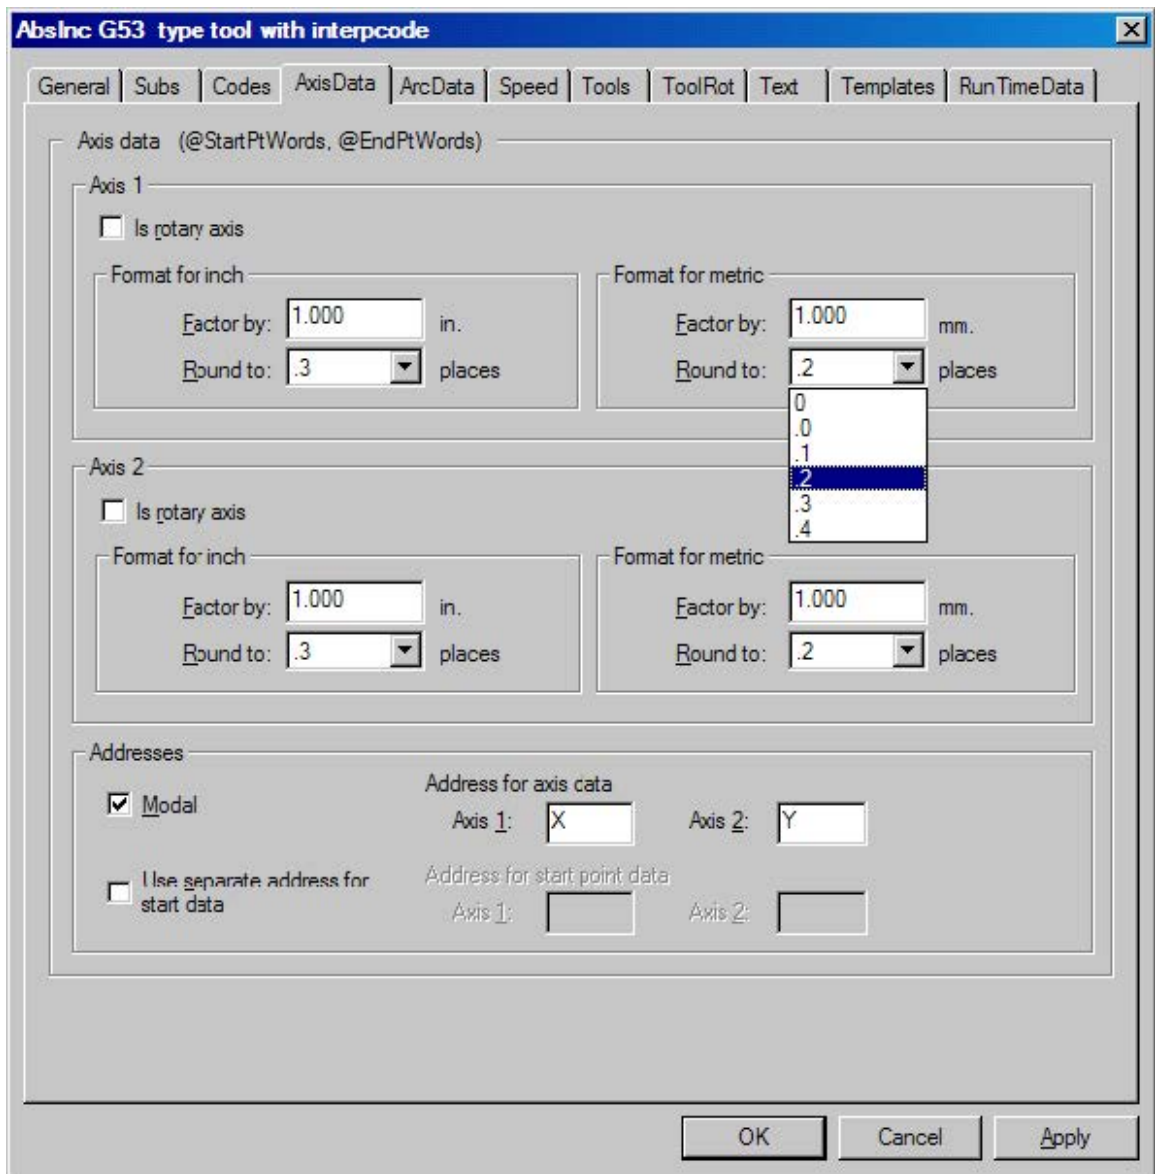 AbsInc G53 type tool with interpcode
General Subs Codes AxisData ArcData Speed Tools ToolRot Text Templates RunTimeData
Axis data (@StartPtWords, @EndPtWords)
Axis 1
Is rotary axis
Format for inch Format for metric
Factor by: 1.000 in. Factor by: 1.000 mm.
Round to: .3 places Round to: .2 places
0
.0
.1
.2
.3
.4
Axis 2
Is rotary axis
Format for inch Format for metric
Factor by: 1.000 in. Factor by: 1.000 mm.
Round to: .3 places Round to: .2 places
Addresses
Address for axis cata
Modal Axis 1: X Axis 2: Y
Use separate address for Address for start point data
start data Axis 1: Axis 2:
OK Cancel Apply